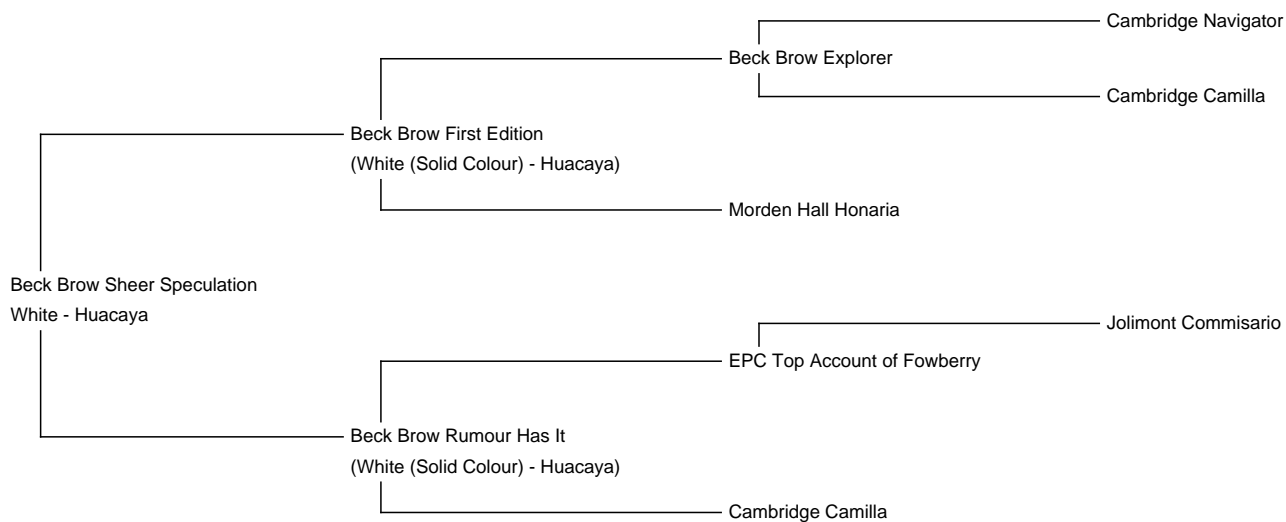 Cambridge Navigator
Beck Brow Explorer
Cambridge Camilla
Beck Brow First Edition
(White (Solid Colour) - Huacaya)
Morden Hall Honaria
Beck Brow Sheer Speculation
White - Huacaya
Jolimont Commisario
EPC Top Account of Fowberry
Beck Brow Rumour Has It
(White (Solid Colour) - Huacaya)
Cambridge Camilla